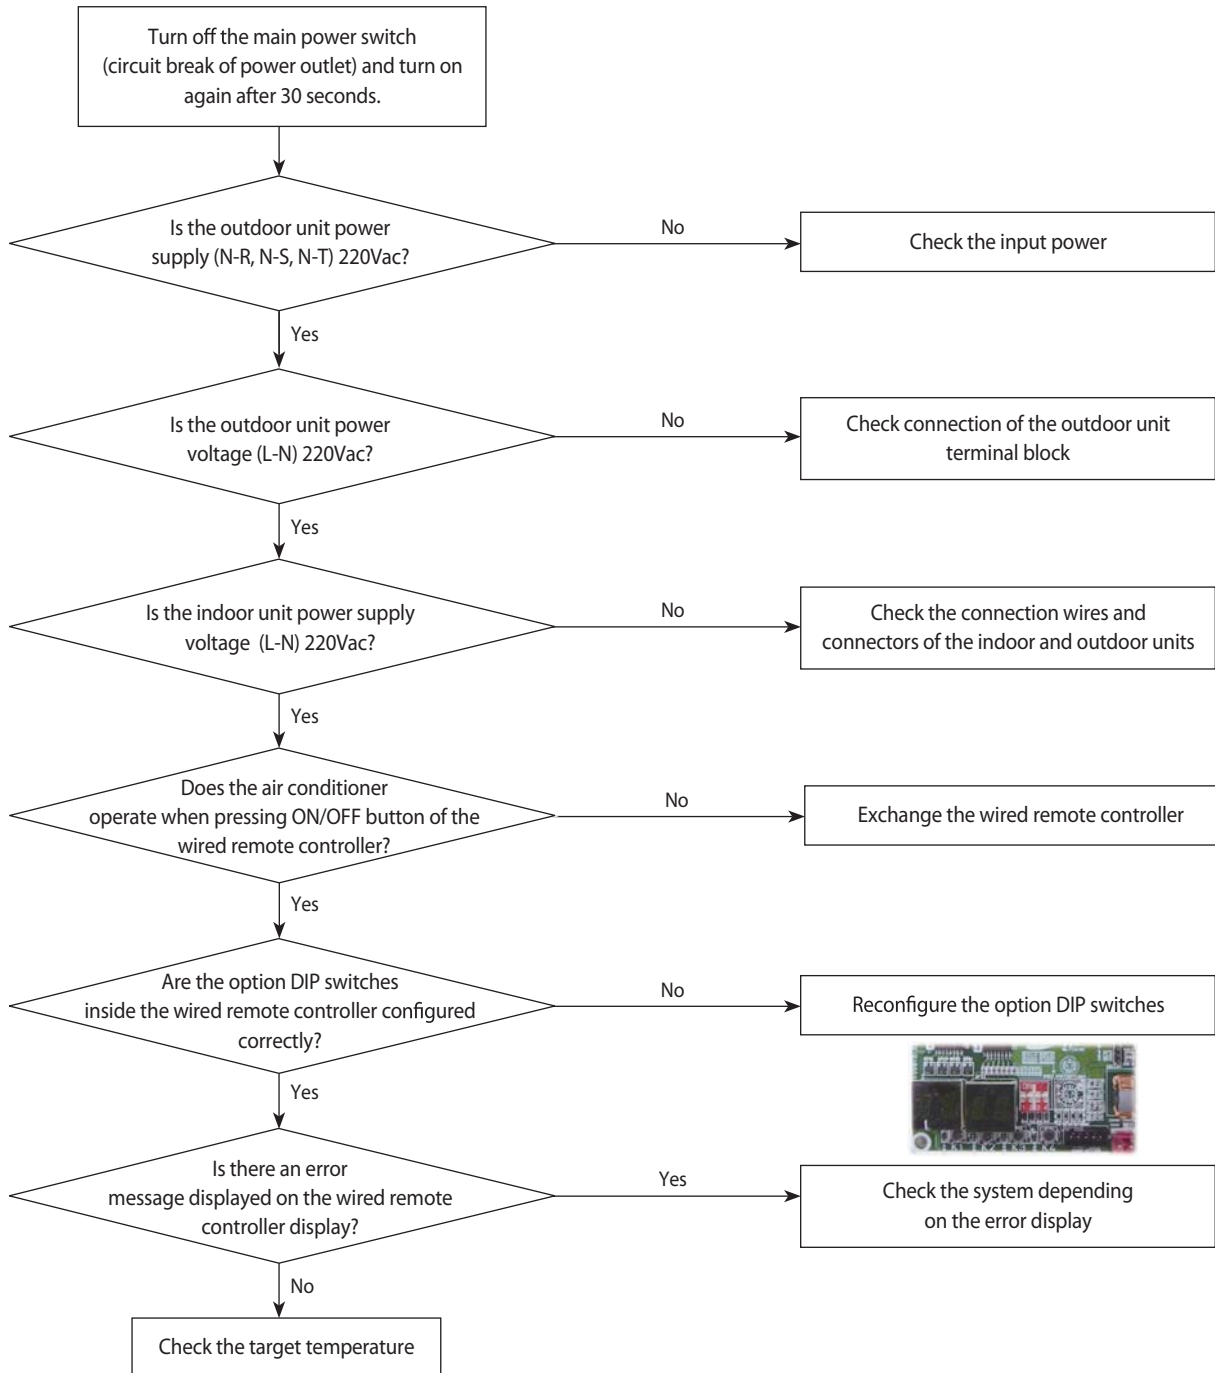 Turn off the main power switch
(circuit break of power outlet) and turn on
again after 30 seconds.
Is the outdoor unit power
supply (N-R, N-S, N-T) 220Vac?
No
Check the input power
Yes
Is the outdoor unit power
voltage (L-N) 220Vac?
No
Check connection of the outdoor unit
terminal block
Yes
Is the indoor unit power supply
voltage (L-N) 220Vac?
No
Check the connection wires and
connectors of the indoor and outdoor units
Yes
Does the air conditioner
operate when pressing ON/OFF button of the
wired remote controller?
No
Exchange the wired remote controller
Yes
Are the option DIP switches
inside the wired remote controller configured
correctly?
No
Reconfigure the option DIP switches
Yes
Is there an error
message displayed on the wired remote
controller display?
Yes
Check the system depending
on the error display
No
Check the target temperature